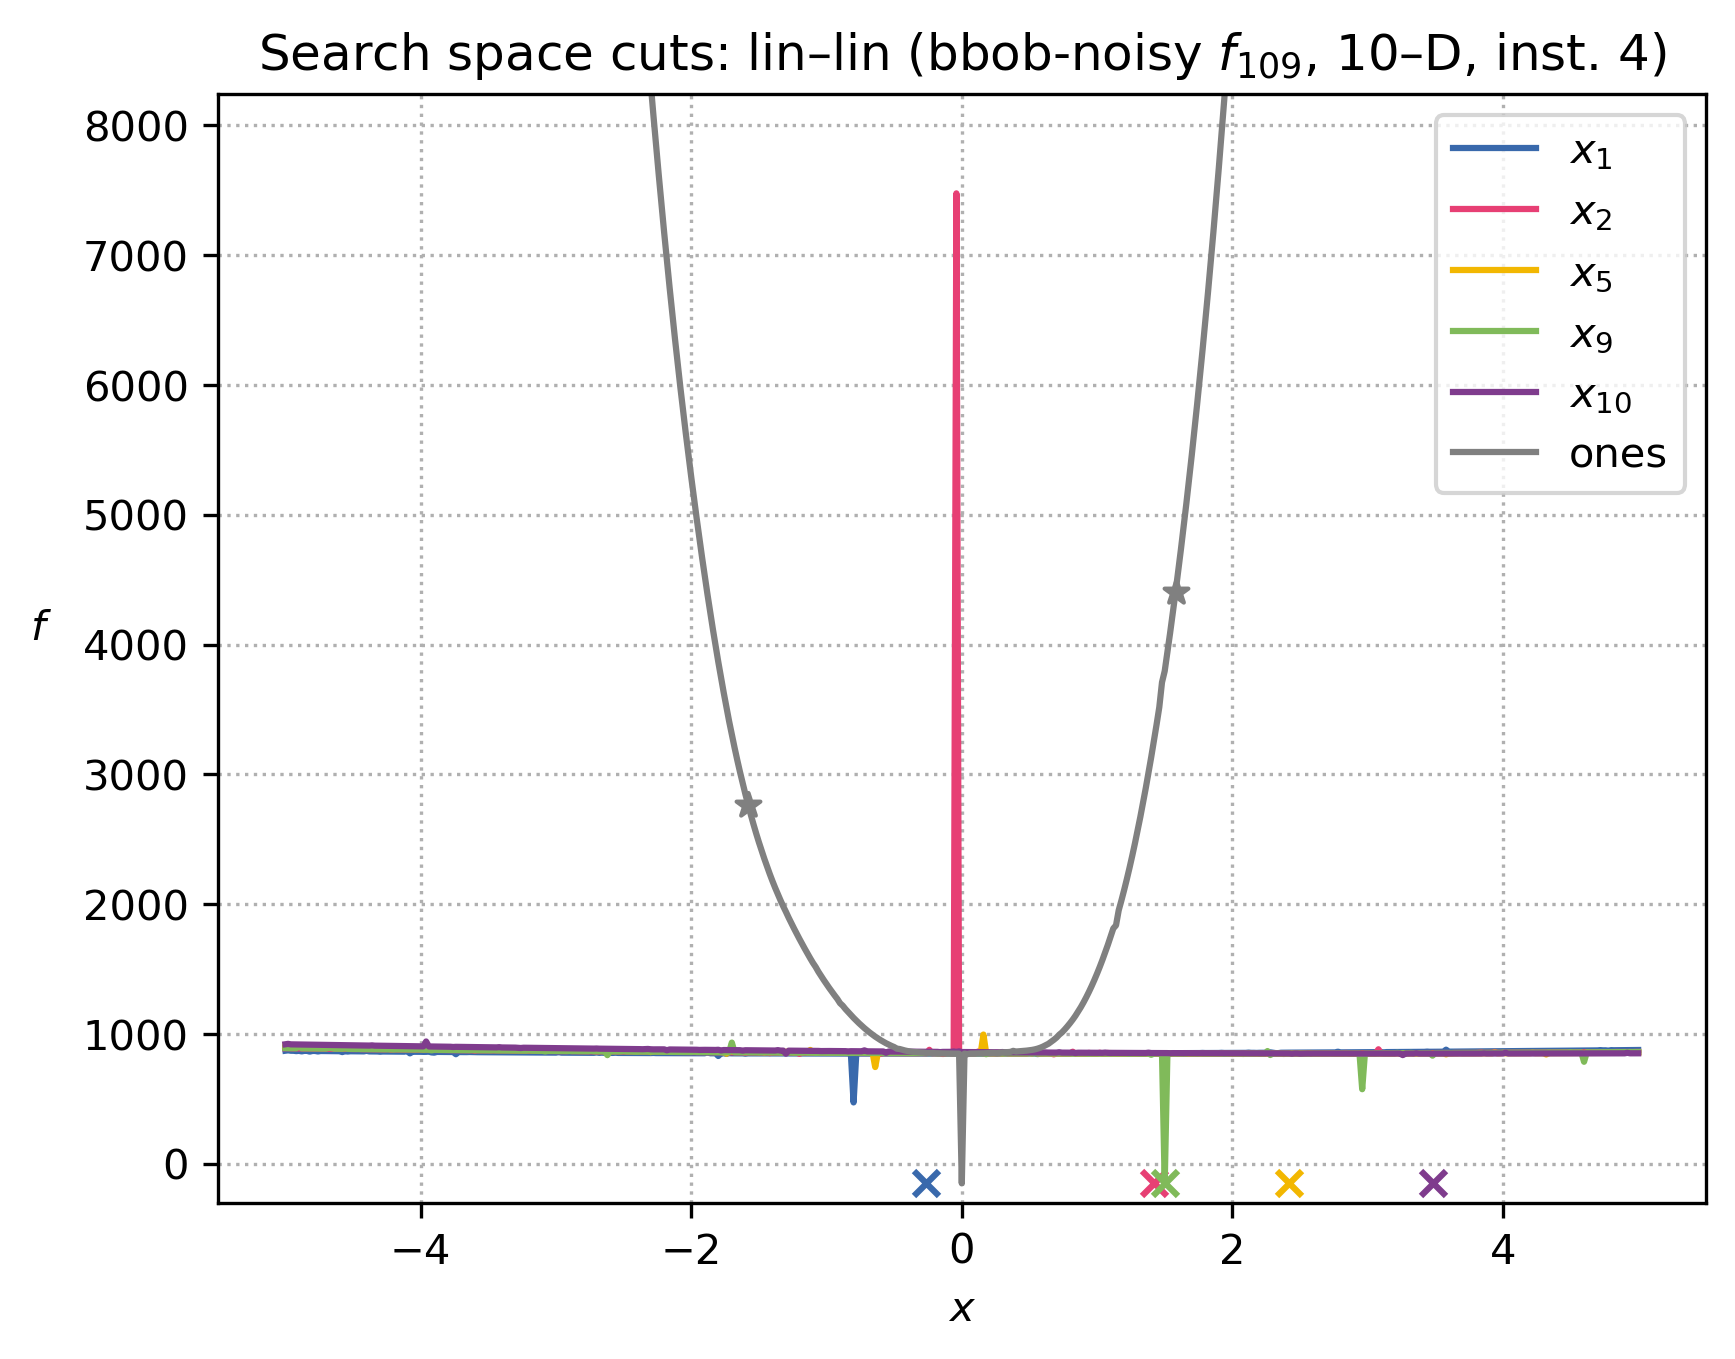 Search space cuts: lin–lin (bbob-noisy f109, 10–D, inst. 4)
8000
7000
6000
5000
4000
3000
2000
1000
0
f
x1
x2
x5
x9
x10
ones
−4
−2
0
2
4
x